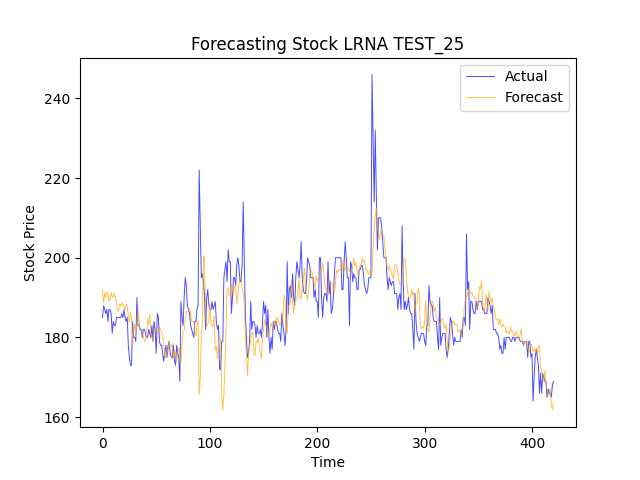 Forecasting Stock LRNA TEST_25
Actual
Forecast
240
220
200
180
160
Stock Price
0 100 200 300 400
Time